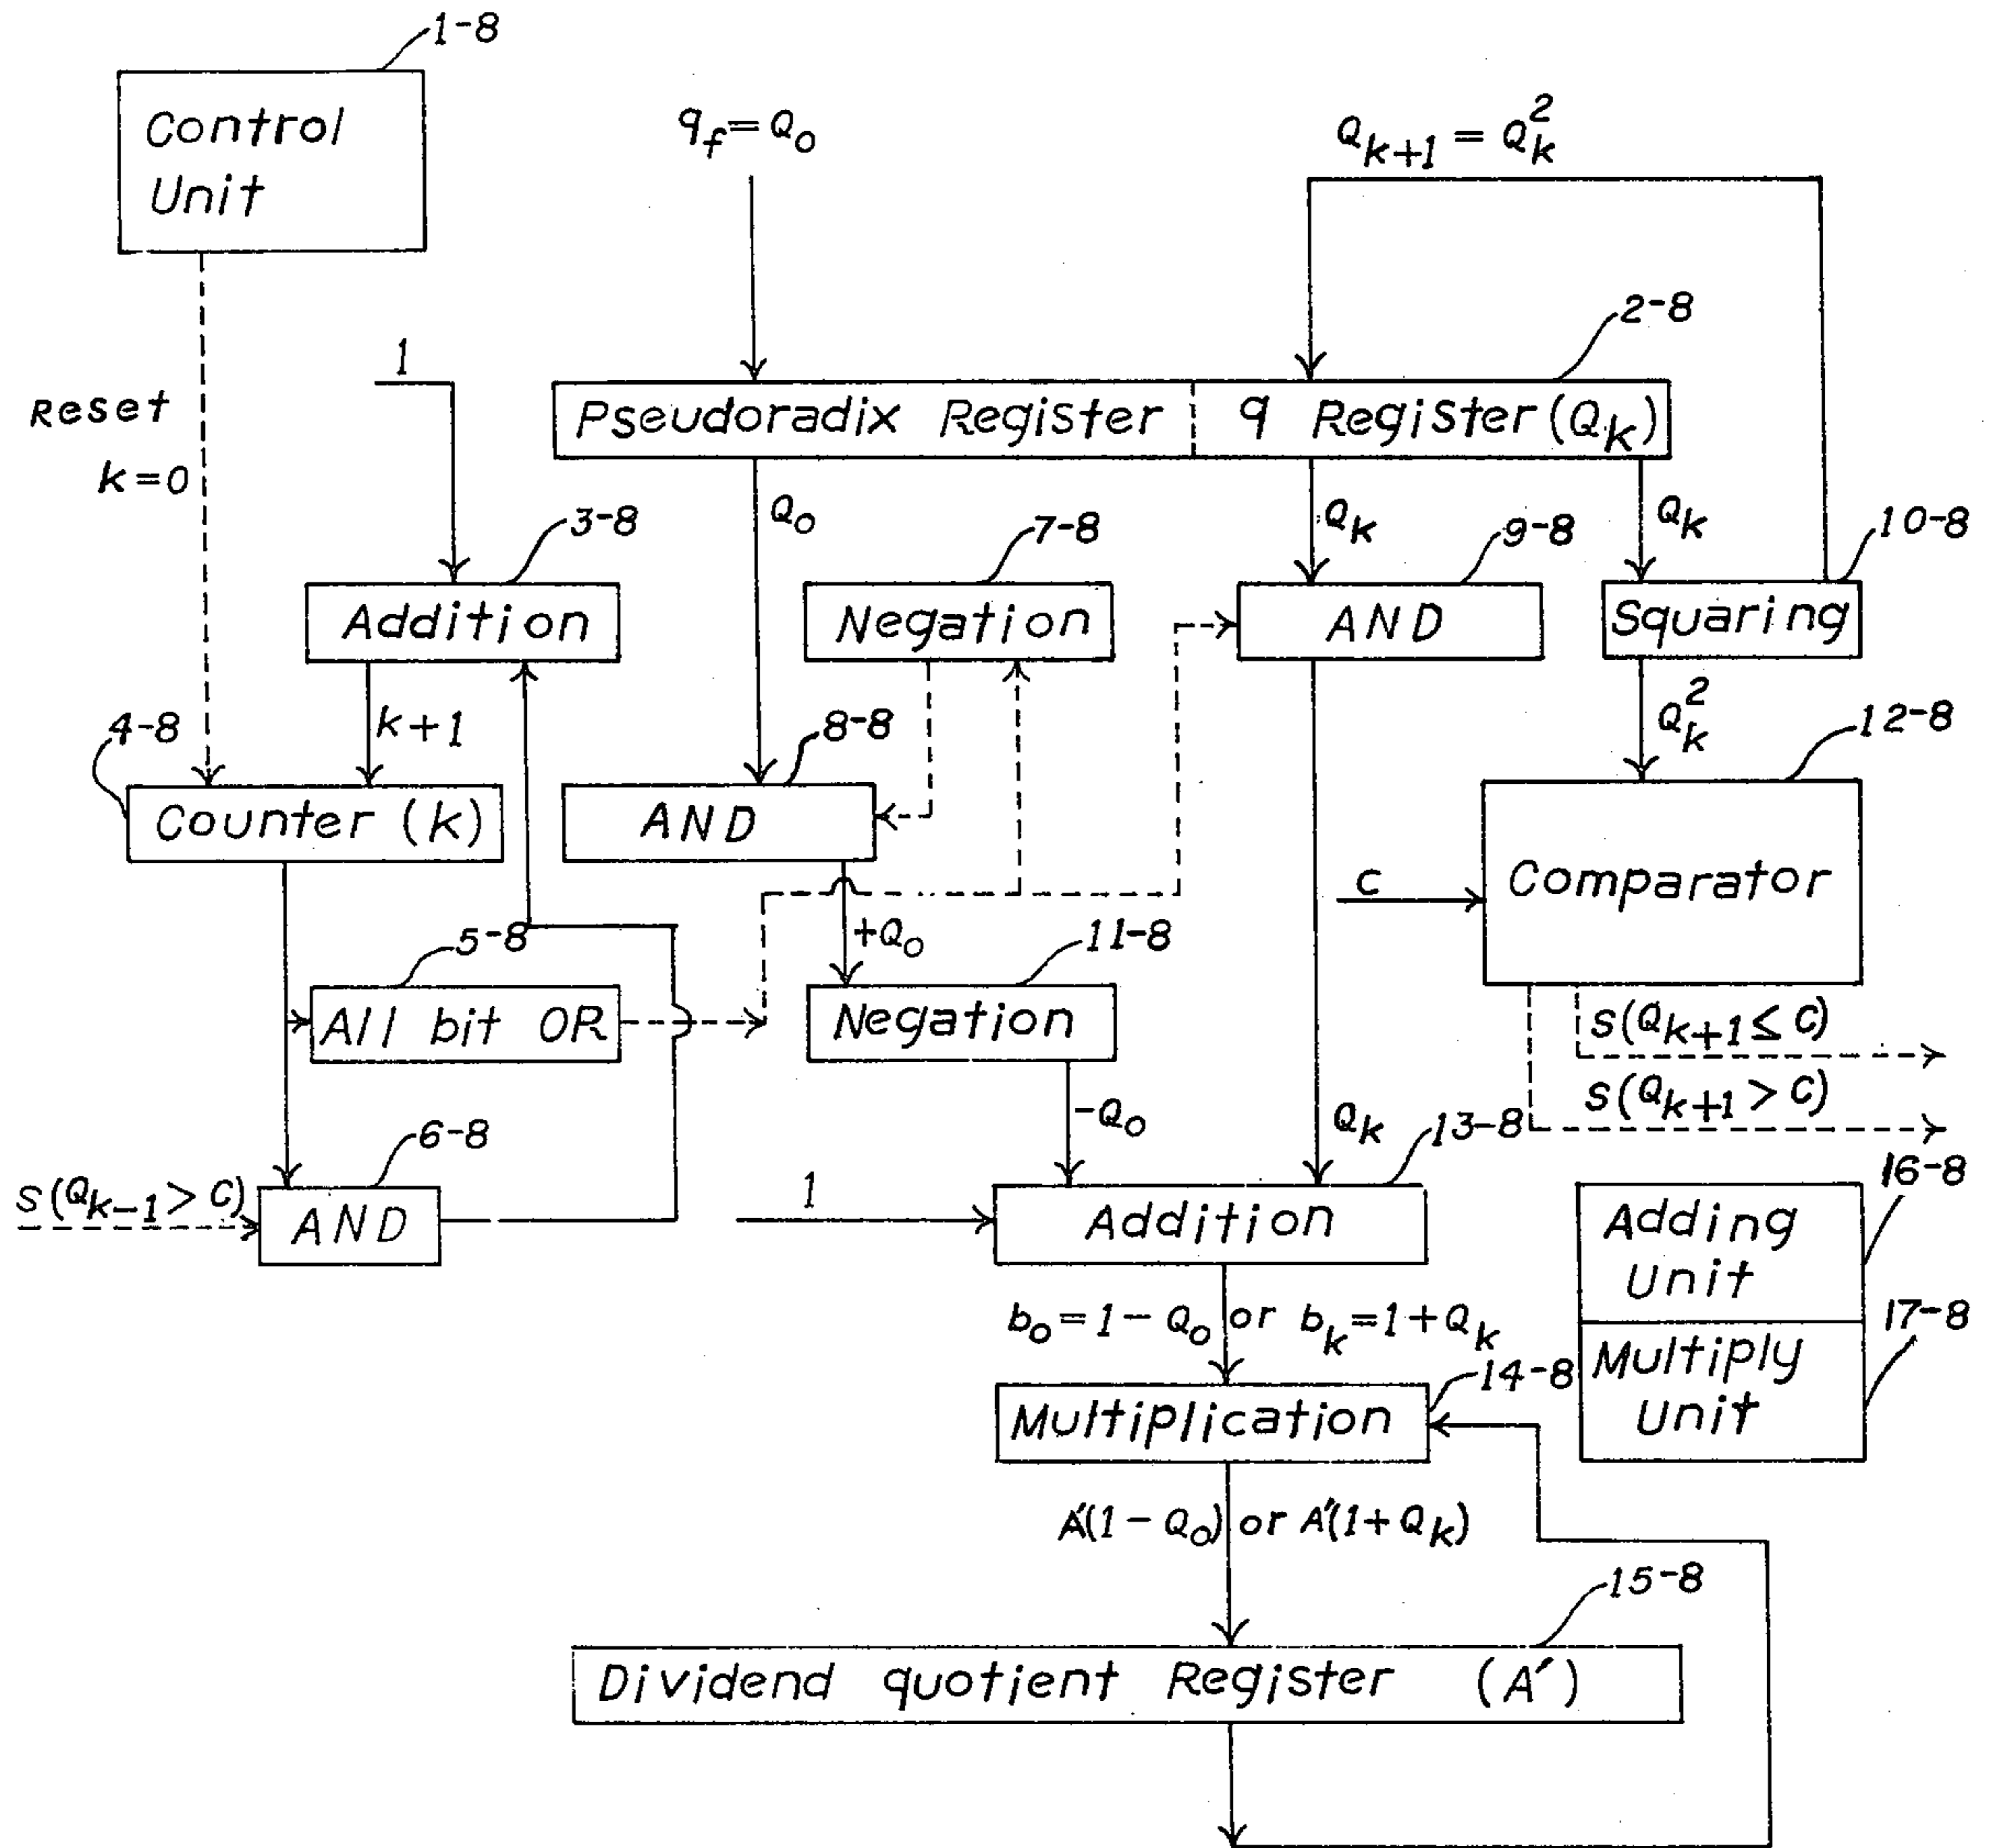 1-8
Control
Unit
q_f = Q_0
Q_{k+1} = Q_k^2
2-8
1
Reset
k=0
Pseudoradix Register
q Register (Q_k)
Q_0
Q_k
Q_k
3-8
7-8
9-8
10-8
Addition
Negation
AND
Squaring
k+1
Q_k^2
4-8
8-8
12-8
Counter (k)
AND
Comparator
c
+Q_0
5-8
11-8
All bit OR
Negation
s(Q_{k+1} ≤ c)
s(Q_{k+1} > c)
-Q_0
Q_k
13-8
6-8
s(Q_{k-1} > c)
AND
1
Addition
16-8
Adding
Unit
b_0 = 1 - Q_0 or b_k = 1 + Q_k
17-8
Multiply
Unit
14-8
Multiplication
A'(1 - Q_0) or A'(1 + Q_k)
15-8
Dividend quotient Register (A')